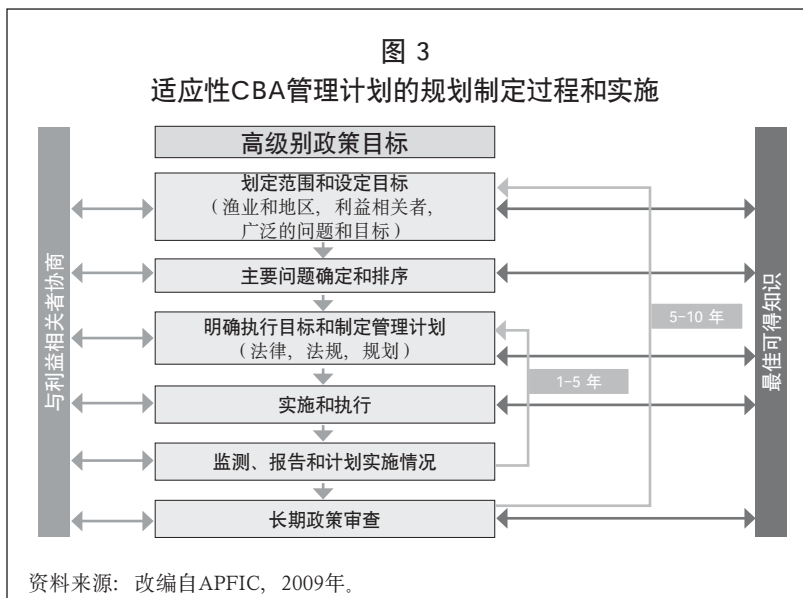 图 3
适应性CBA管理计划的规划制定过程和实施
高级别政策目标
划定范围和设定目标
（渔业和地区，利益相关者，
广泛的问题和目标）
主要问题确定和排序
明确执行目标和制定管理计划
（法律，法规，规划）
实施和执行
监测、报告和计划实施情况
长期政策审查
与利益相关者协商
5-10 年
1-5 年
最佳可得知识
资料来源：改编自APFIC，2009年。